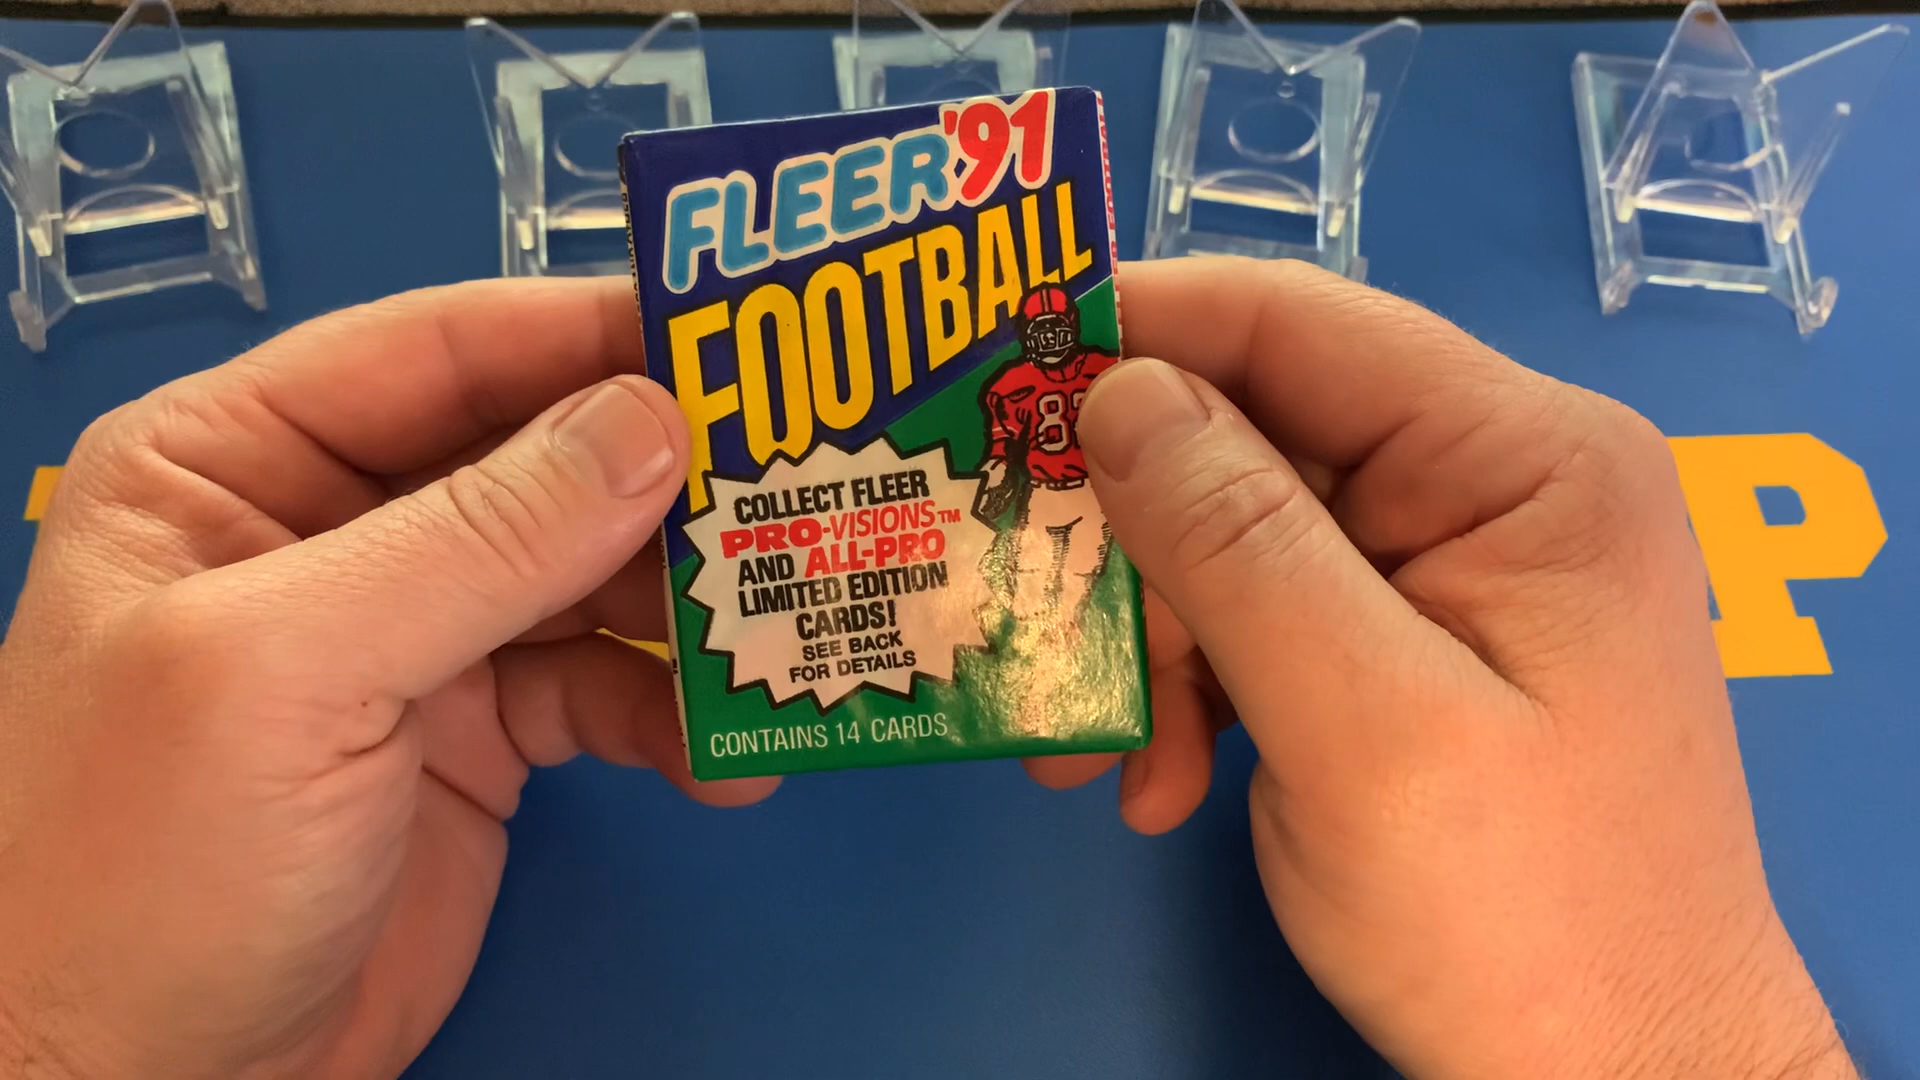 FLEER '91
FOOTBALL
COLLECT FLEER
PRO-VISIONS™
AND ALL-PRO
LIMITED EDITION
CARDS!
SEE BACK
FOR DETAILS
CONTAINS 14 CARDS
P